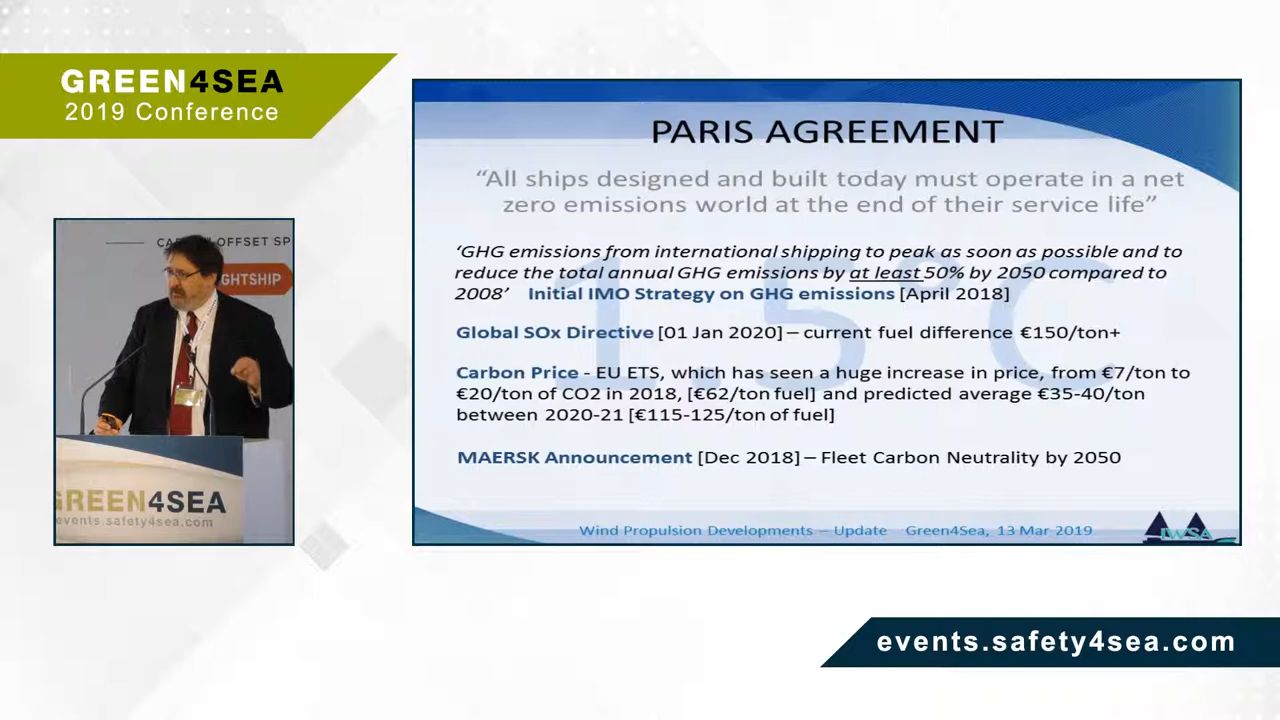 GREEN4SEA
2019 Conference
CARBON OFFSET SP
GHTSHIP
GREEN4SEA
events.safety4sea.com
PARIS AGREEMENT
“All ships designed and built today must operate in a net
zero emissions world at the end of their service life”
1.5°C
‘GHG emissions from international shipping to peak as soon as possible and to
reduce the total annual GHG emissions by at least 50% by 2050 compared to
2008’ Initial IMO Strategy on GHG emissions [April 2018]
Global SOx Directive [01 Jan 2020] – current fuel difference €150/ton+
Carbon Price - EU ETS, which has seen a huge increase in price, from €7/ton to
€20/ton of CO2 in 2018, [€62/ton fuel] and predicted average €35-40/ton
between 2020-21 [€115-125/ton of fuel]
MAERSK Announcement [Dec 2018] – Fleet Carbon Neutrality by 2050
Wind Propulsion Developments – Update Green4Sea, 13 Mar 2019
IWSA
events.safety4sea.com